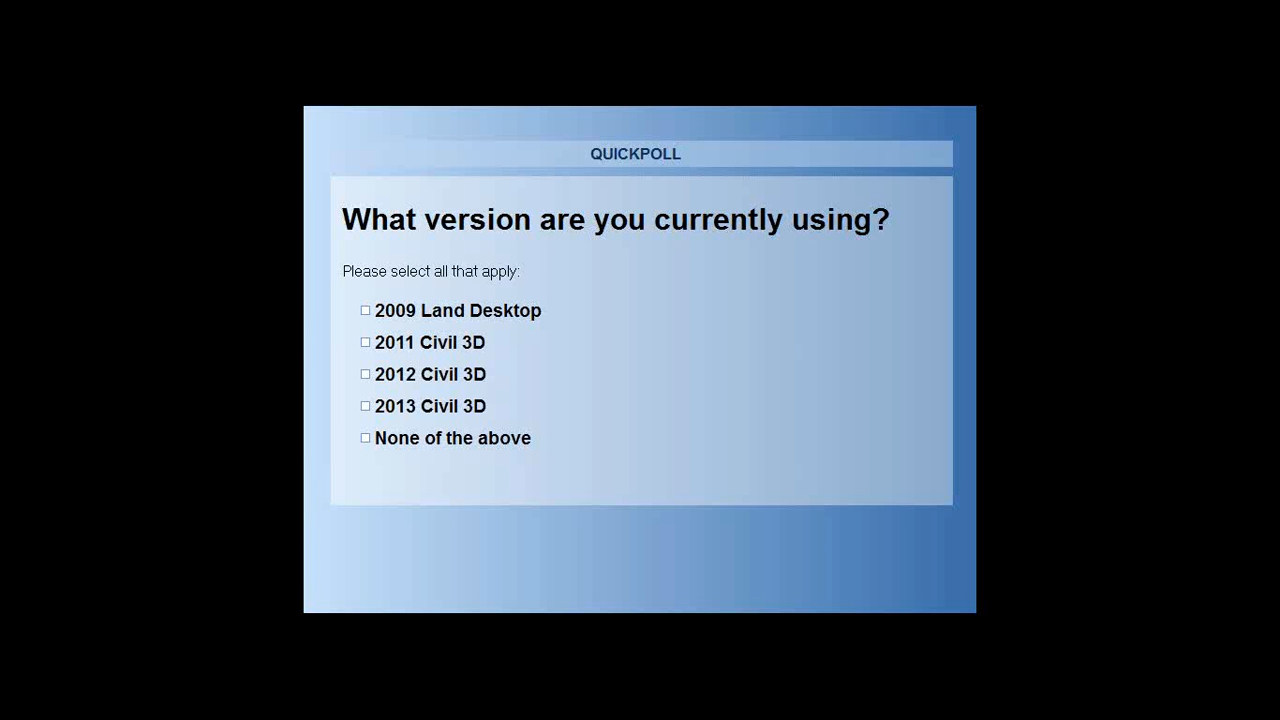 QUICKPOLL
What version are you currently using?
Please select all that apply:
2009 Land Desktop
2011 Civil 3D
2012 Civil 3D
2013 Civil 3D
None of the above